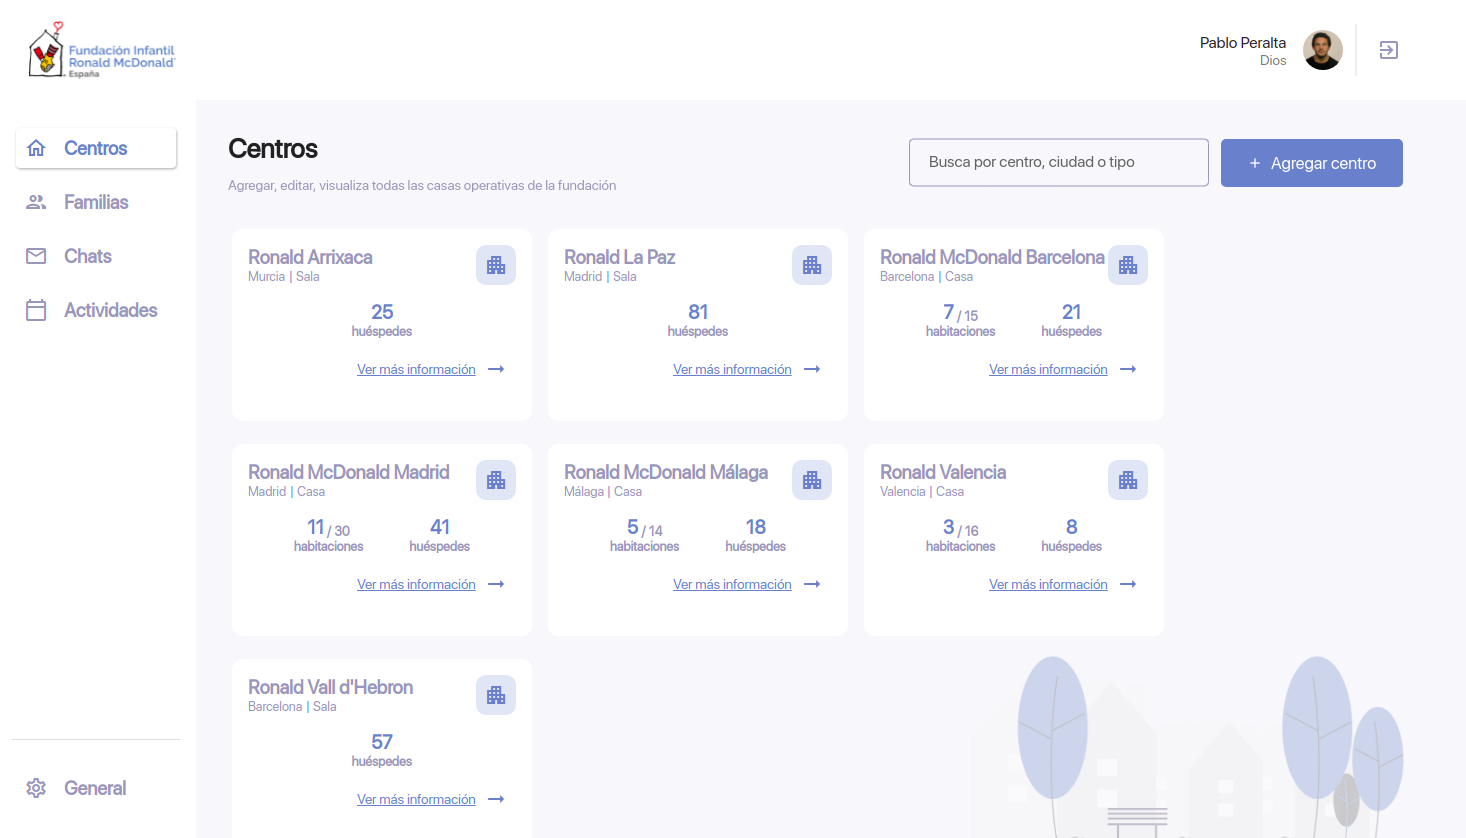 Fundación Infantil
Ronald McDonald
España
Pablo Peralta
Dios
Centros
Familias
Chats
Actividades
General
Centros
Agregar, editar, visualiza todas las casas operativas de la fundación
Busca por centro, ciudad o tipo
+ Agregar centro
Ronald Arrixaca
Murcia | Sala
25
huéspedes
Ver más información
Ronald La Paz
Madrid | Sala
81
huéspedes
Ver más información
Ronald McDonald Barcelona
Barcelona | Casa
7 / 15 21
habitaciones huéspedes
Ver más información
Ronald McDonald Madrid
Madrid | Casa
11 / 30 41
habitaciones huéspedes
Ver más información
Ronald McDonald Málaga
Málaga | Casa
5 / 14 18
habitaciones huéspedes
Ver más información
Ronald Valencia
Valencia | Casa
3 / 16 8
habitaciones huéspedes
Ver más información
Ronald Vall d'Hebron
Barcelona | Sala
57
huéspedes
Ver más información